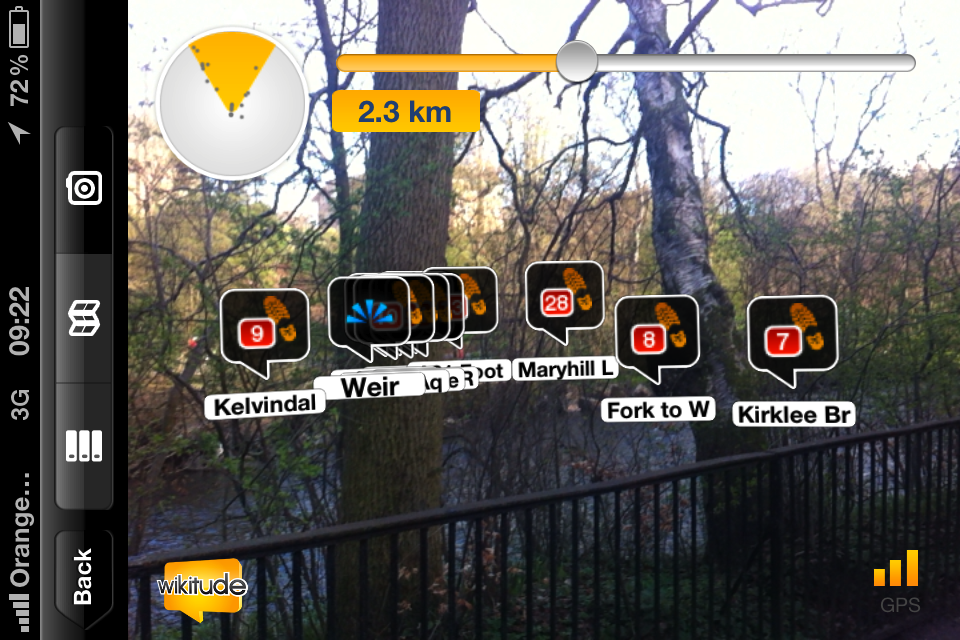 72%
09:22
3G
Orange...
Back
2.3 km
9
28
8
7
Kelvindal
Weir
Maryhill L
Fork to W
Kirklee Br
wikitude
GPS